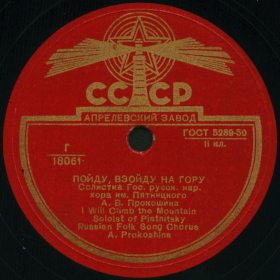 СССР
АПРЕЛЕВСКИЙ ЗАВОД
ГОСТ 5289-50
II кл.
Г
18061
ПОЙДУ, ВЗОЙДУ НА ГОРУ
Солистка Гос. русск. нар.
хора им. Пятницкого
А. В. Прокошина
I Will Climb the Mountain
Soloist of Piatnitsky
Russian Folk Song Chorus
A. Prokoshina